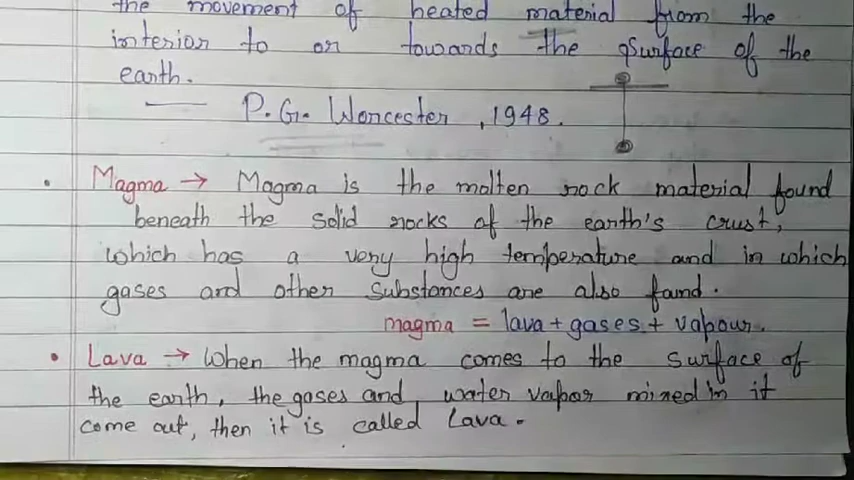 the movement of heated material from the
interior to or towards the surface of the
earth.
— P.G. Worcester, 1948.
• Magma → Magma is the molten rock material found
beneath the solid rocks of the earth's crust,
which has a very high temperature and in which
gases and other substances are also found.
magma = lava + gases + vapour.
• Lava → When the magma comes to the surface of
the earth, the gases and water vapor mixed in it
come out, then it is called Lava.